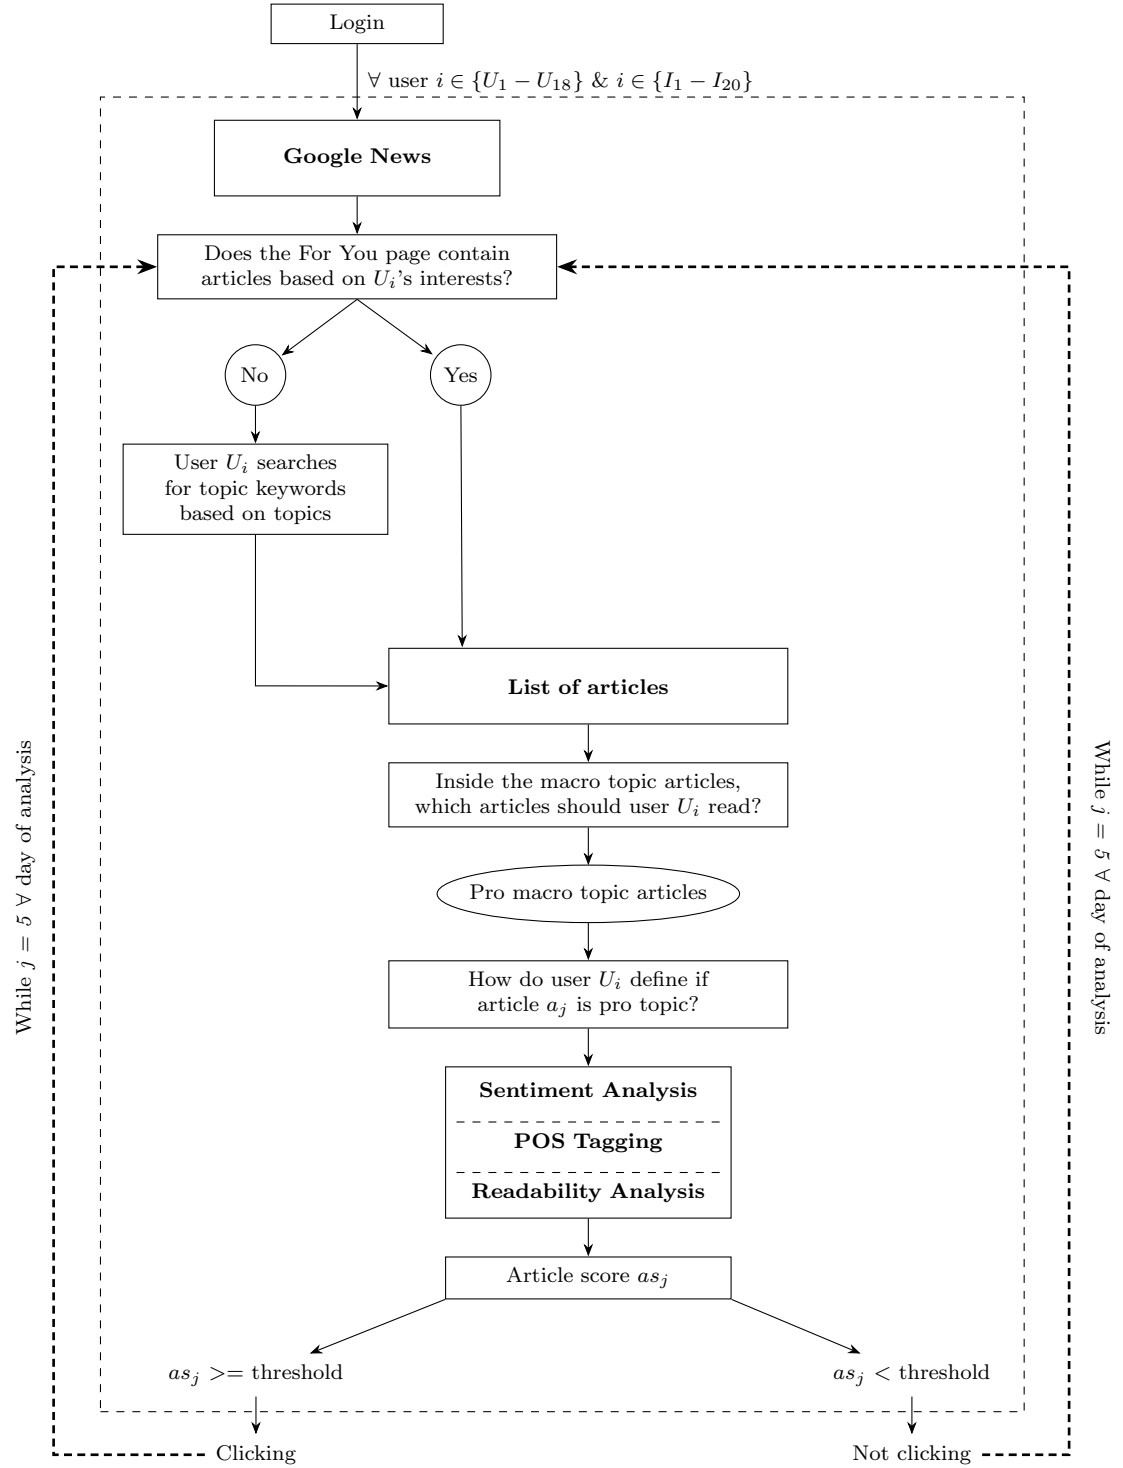 Login
∀ user i ∈ {U₁ − U₁₈} & i ∈ {I₁ − I₂₀}
Google News
Does the For You page contain
articles based on Uᵢ's interests?
No
Yes
User Uᵢ searches
for topic keywords
based on topics
List of articles
Inside the macro topic articles,
which articles should user Uᵢ read?
Pro macro topic articles
How do user Uᵢ define if
article aⱼ is pro topic?
Sentiment Analysis
POS Tagging
Readability Analysis
Article score asⱼ
asⱼ >= threshold
asⱼ < threshold
Clicking
Not clicking
While j = 5 ∀ day of analysis
While j = 5 ∀ day of analysis